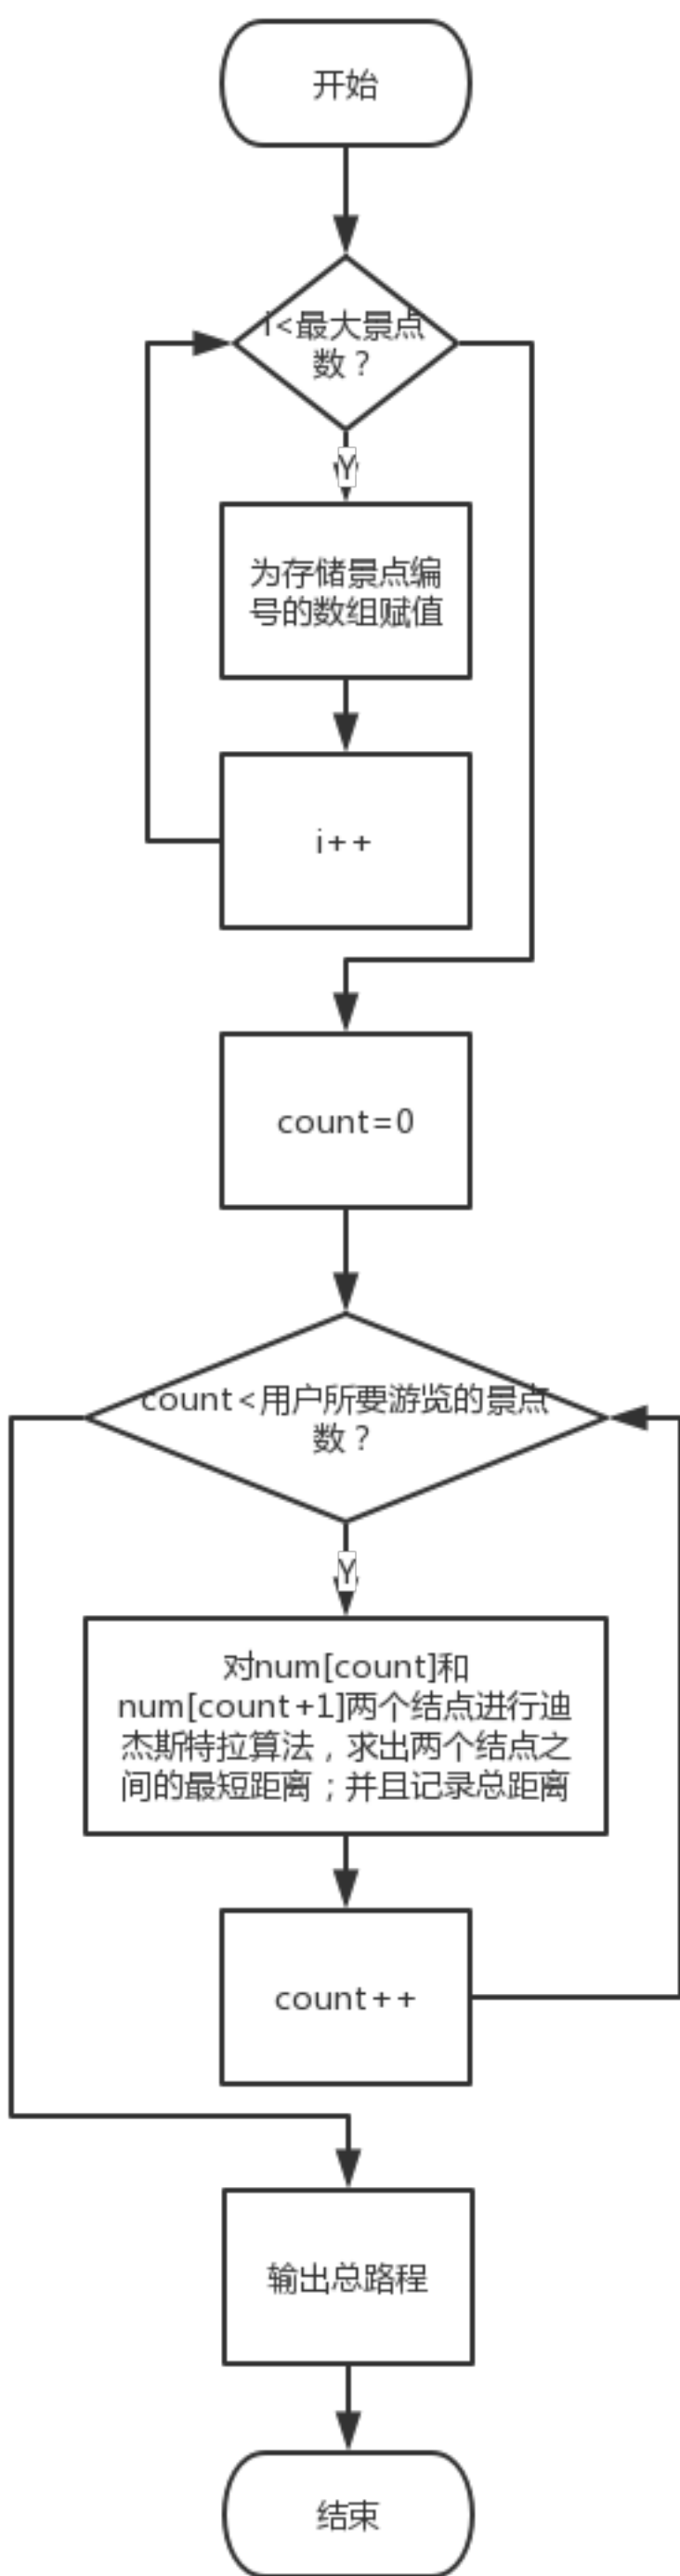 开始
i<最大景点
数？
Y
为存储景点编
号的数组赋值
i++
count=0
count<用户所要游览的景点
数？
Y
对num[count]和
num[count+1]两个结点进行迪
杰斯特拉算法，求出两个结点之
间的最短距离；并且记录总距离
count++
输出总路程
结束